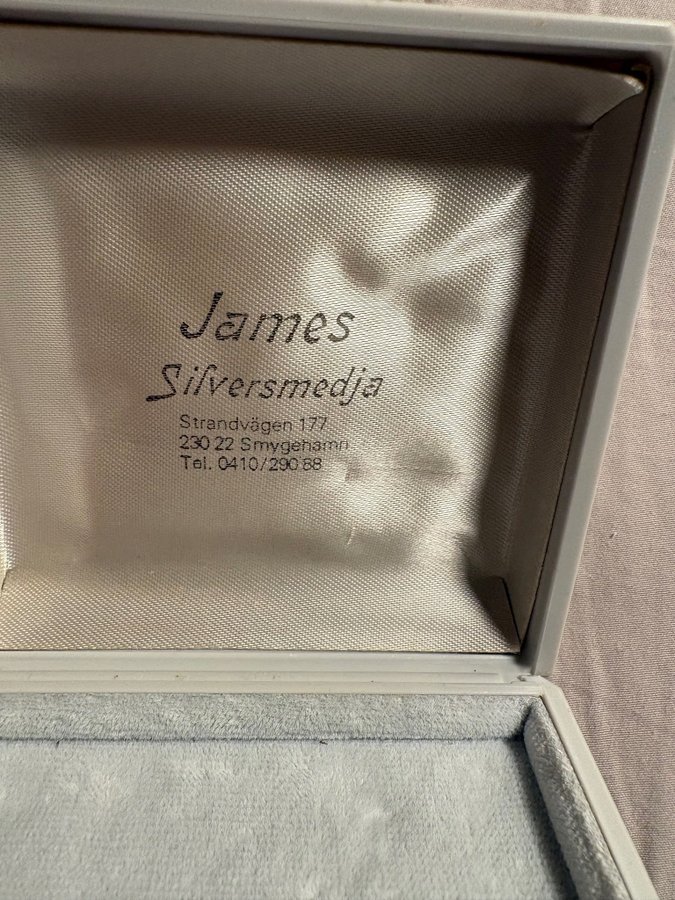 James
Silversmedja
Strandvägen 177
230 22 Smygehamn
Tel. 0410/290 88